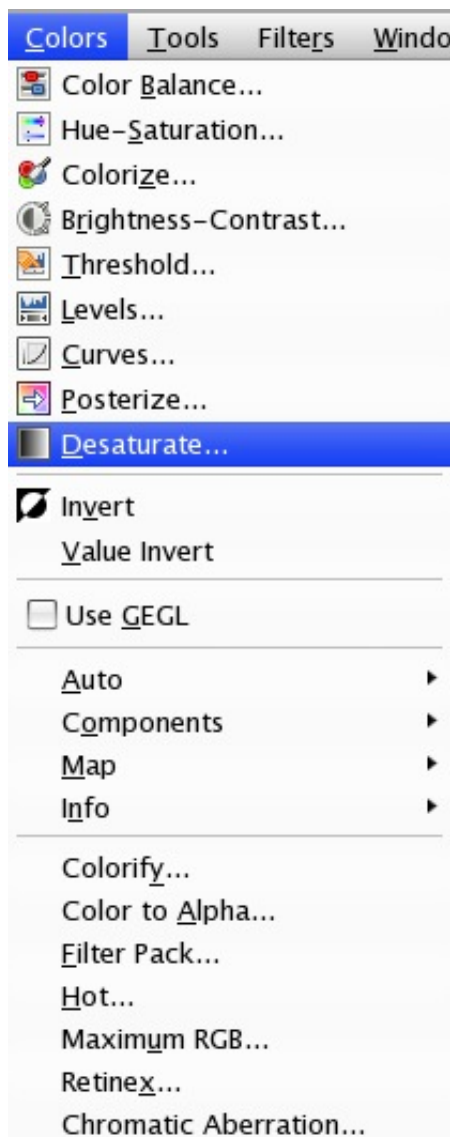 Colors Tools Filters Windo
Color Balance...
Hue-Saturation...
Colorize...
Brightness-Contrast...
Threshold...
Levels...
Curves...
Posterize...
Desaturate...
Invert
Value Invert
Use GEGL
Auto
Components
Map
Info
Colorify...
Color to Alpha...
Filter Pack...
Hot...
Maximum RGB...
Retinex...
Chromatic Aberration...